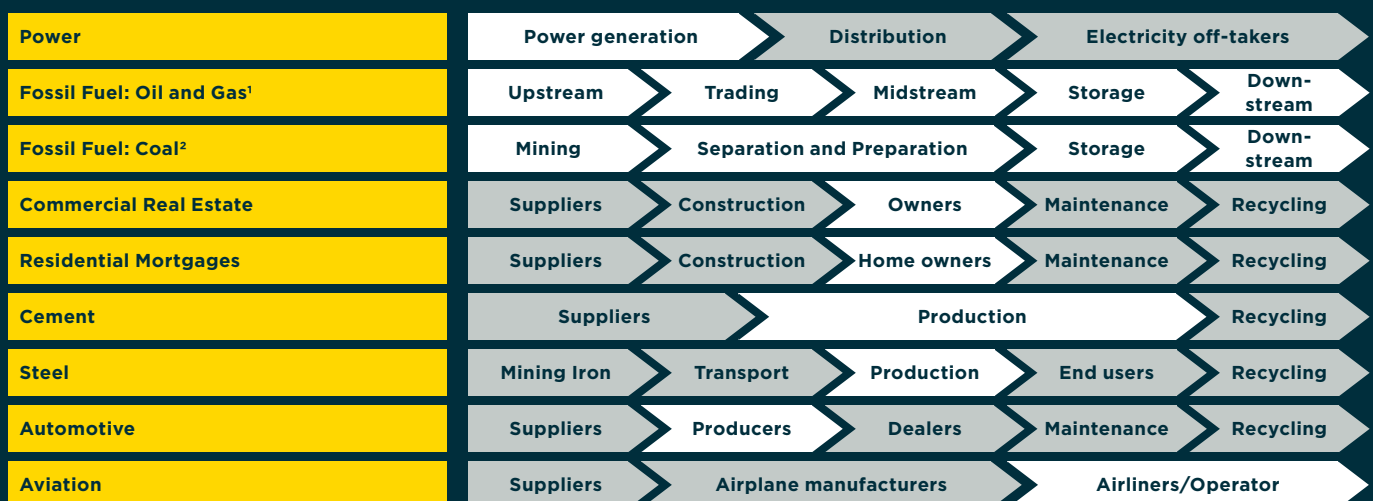 Power Power generation Distribution Electricity off-takers
Fossil Fuel: Oil and Gas¹ Upstream Trading Midstream Storage Down-
stream
Fossil Fuel: Coal² Mining Separation and Preparation Storage Down-
stream
Commercial Real Estate Suppliers Construction Owners Maintenance Recycling
Residential Mortgages Suppliers Construction Home owners Maintenance Recycling
Cement Suppliers Production Recycling
Steel Mining Iron Transport Production End users Recycling
Automotive Suppliers Producers Dealers Maintenance Recycling
Aviation Suppliers Airplane manufacturers Airliners/Operator